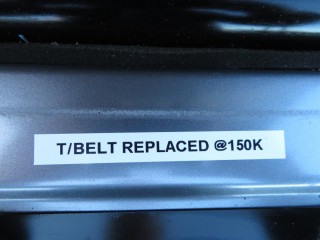 T/BELT REPLACED @150K